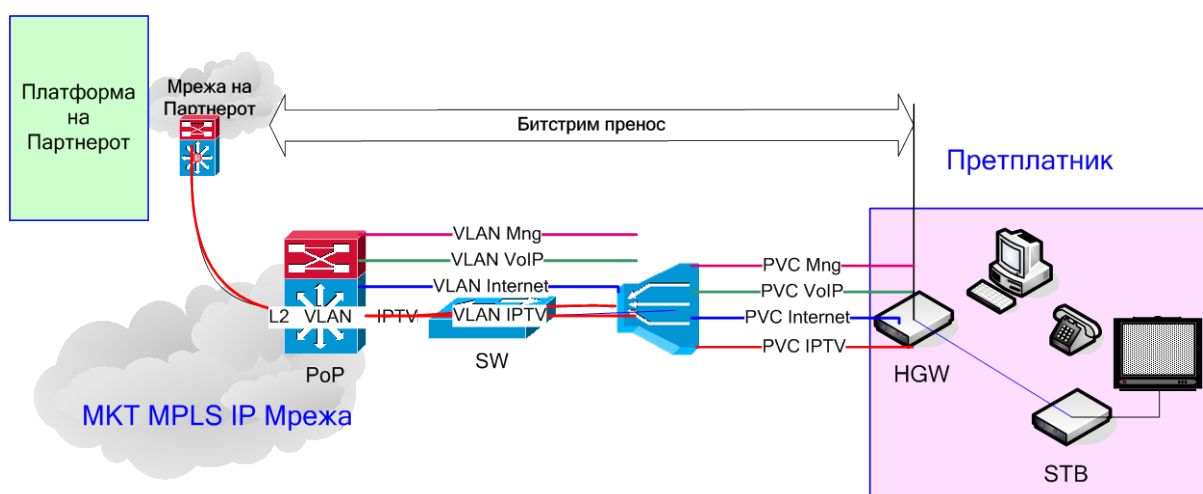 Платформа
на
Партнерот
Мрежа на
Партнерот
Битстрим пренос
Претплатник
VLAN Mng
VLAN VoIP
VLAN Internet
L2 VLAN IPTV
VLAN IPTV
PVC Mng
PVC VoIP
PVC Internet
PVC IPTV
PoP
SW
HGW
STB
МКТ MPLS IP Мрежа